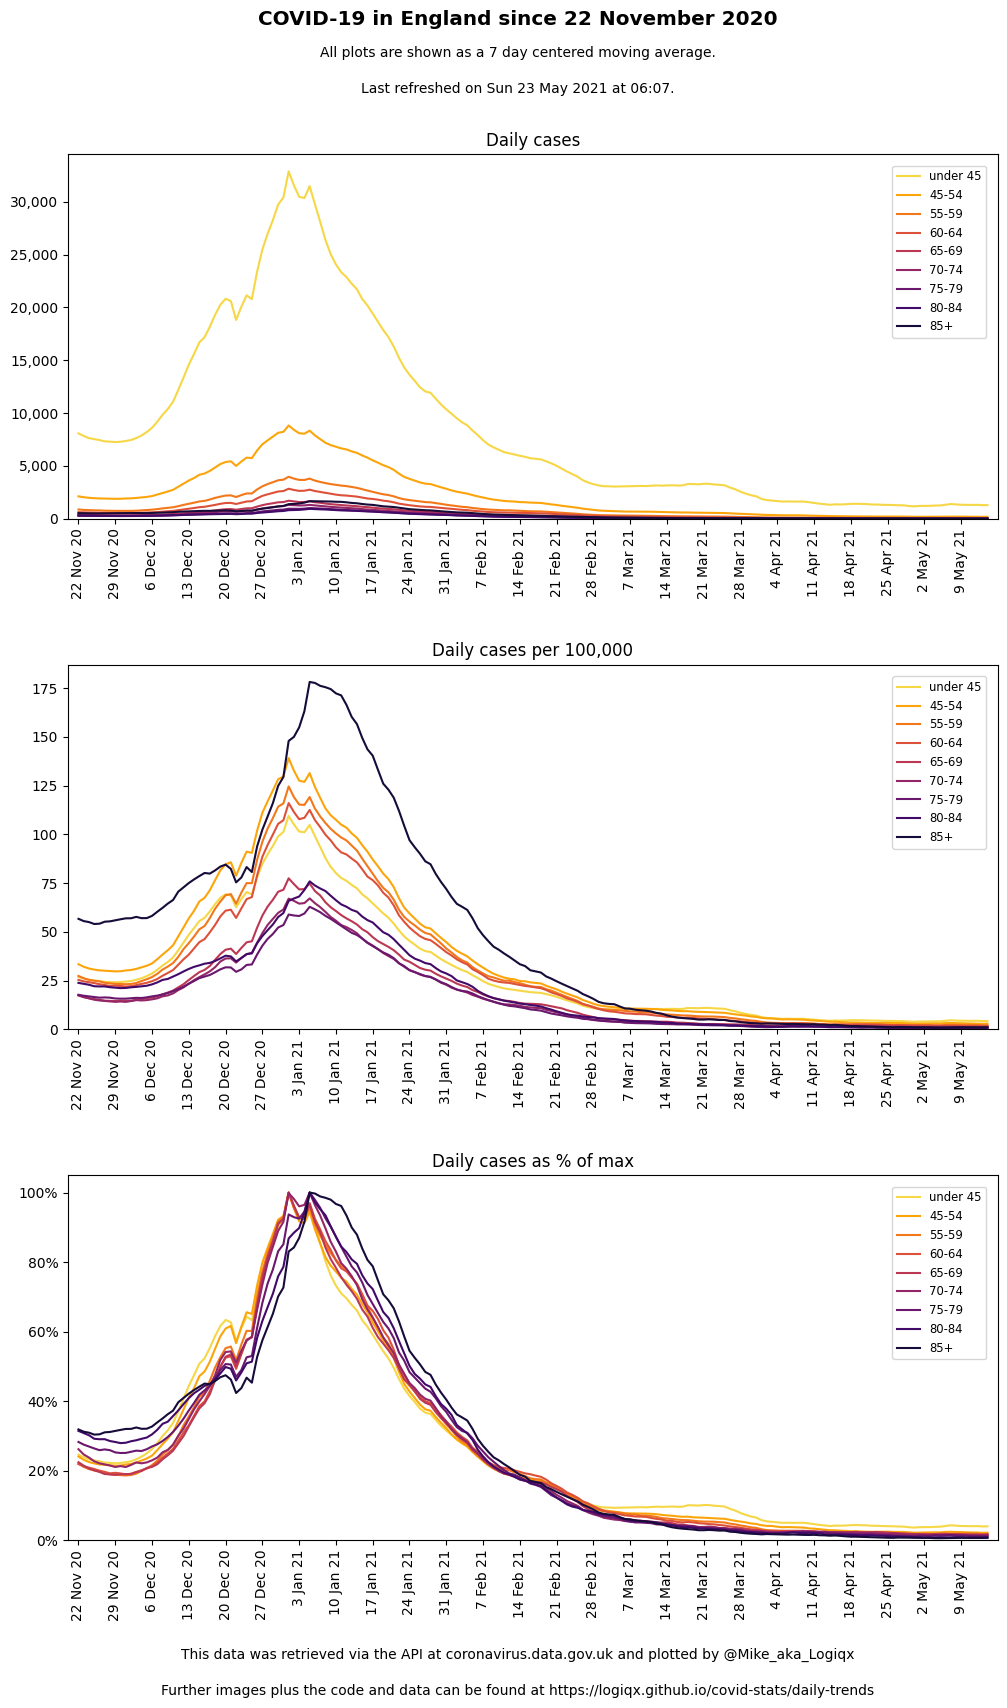 COVID-19 in England since 22 November 2020
All plots are shown as a 7 day centered moving average.
Last refreshed on Sun 23 May 2021 at 06:07.
Daily cases
30,000
25,000
20,000
15,000
10,000
5,000
0
under 45
45-54
55-59
60-64
65-69
70-74
75-79
80-84
85+
22 Nov 20
29 Nov 20
6 Dec 20
13 Dec 20
20 Dec 20
27 Dec 20
3 Jan 21
10 Jan 21
17 Jan 21
24 Jan 21
31 Jan 21
7 Feb 21
14 Feb 21
21 Feb 21
28 Feb 21
7 Mar 21
14 Mar 21
21 Mar 21
28 Mar 21
4 Apr 21
11 Apr 21
18 Apr 21
25 Apr 21
2 May 21
9 May 21
Daily cases per 100,000
175
150
125
100
75
50
25
0
under 45
45-54
55-59
60-64
65-69
70-74
75-79
80-84
85+
22 Nov 20
29 Nov 20
6 Dec 20
13 Dec 20
20 Dec 20
27 Dec 20
3 Jan 21
10 Jan 21
17 Jan 21
24 Jan 21
31 Jan 21
7 Feb 21
14 Feb 21
21 Feb 21
28 Feb 21
7 Mar 21
14 Mar 21
21 Mar 21
28 Mar 21
4 Apr 21
11 Apr 21
18 Apr 21
25 Apr 21
2 May 21
9 May 21
Daily cases as % of max
100%
80%
60%
40%
20%
0%
under 45
45-54
55-59
60-64
65-69
70-74
75-79
80-84
85+
22 Nov 20
29 Nov 20
6 Dec 20
13 Dec 20
20 Dec 20
27 Dec 20
3 Jan 21
10 Jan 21
17 Jan 21
24 Jan 21
31 Jan 21
7 Feb 21
14 Feb 21
21 Feb 21
28 Feb 21
7 Mar 21
14 Mar 21
21 Mar 21
28 Mar 21
4 Apr 21
11 Apr 21
18 Apr 21
25 Apr 21
2 May 21
9 May 21
This data was retrieved via the API at coronavirus.data.gov.uk and plotted by @Mike_aka_Logiqx
Further images plus the code and data can be found at https://logiqx.github.io/covid-stats/daily-trends